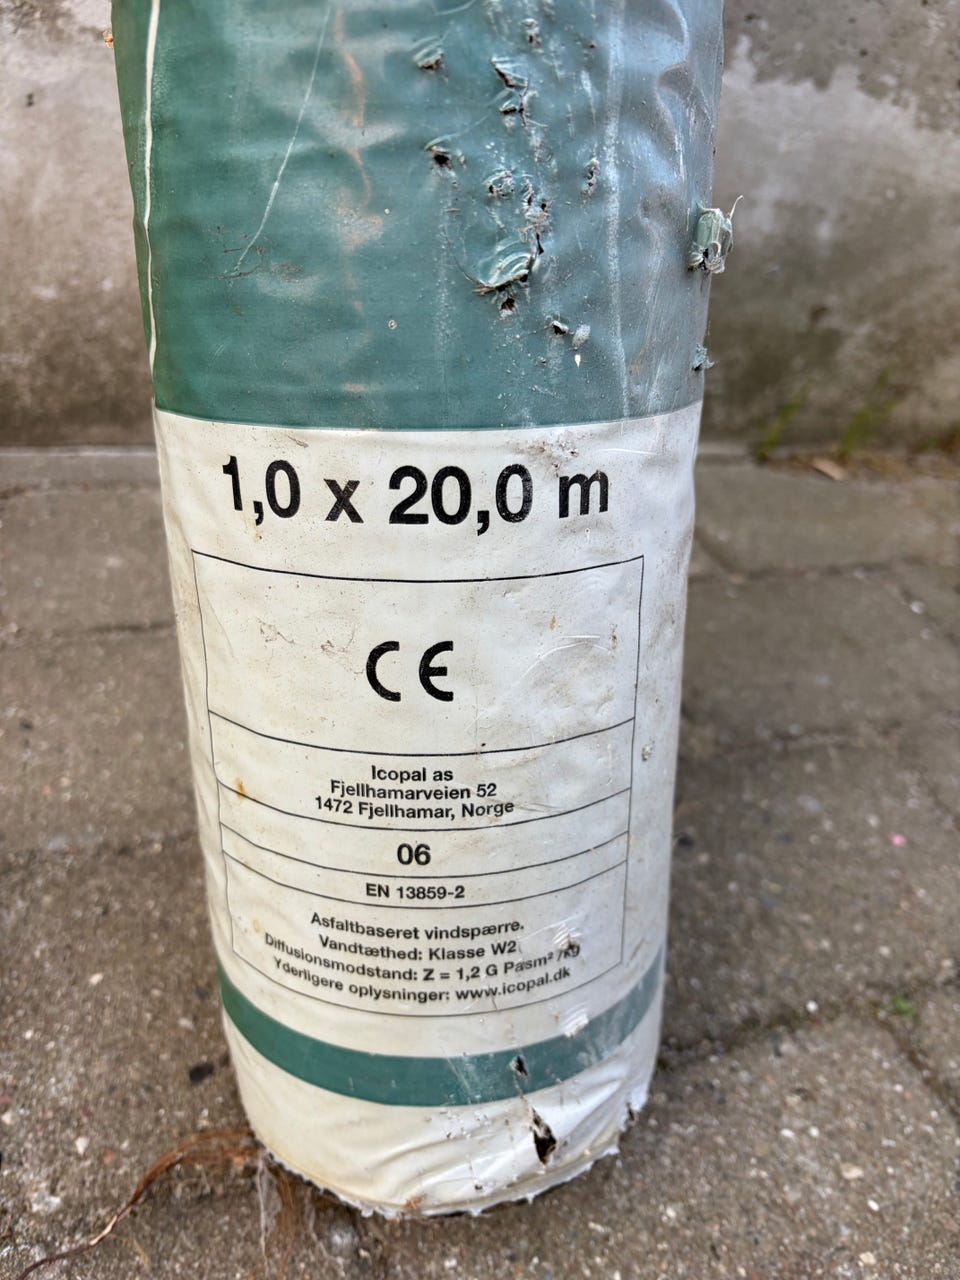 1,0 x 20,0 m
CE
Icopal as
Fjellhamarveien 52
1472 Fjellhamar, Norge
06
EN 13859-2
Asfaltbaseret vindspærre.
Vandtæthed: Klasse W2
Diffusionsmodstand: Z = 1,2 G Pasm² /kg
Yderligere oplysninger: www.icopal.dk